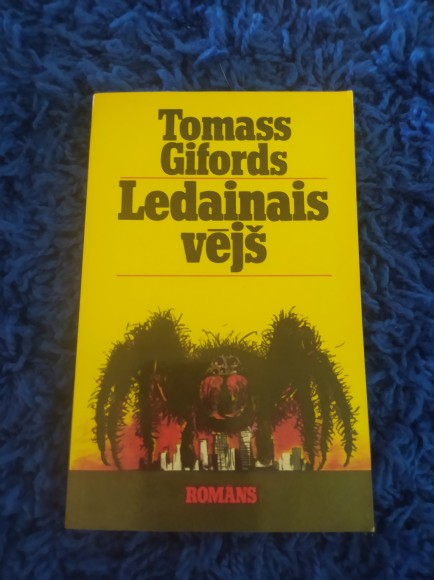 Tomass
Gifords
Ledainais
vējš
ROMANS